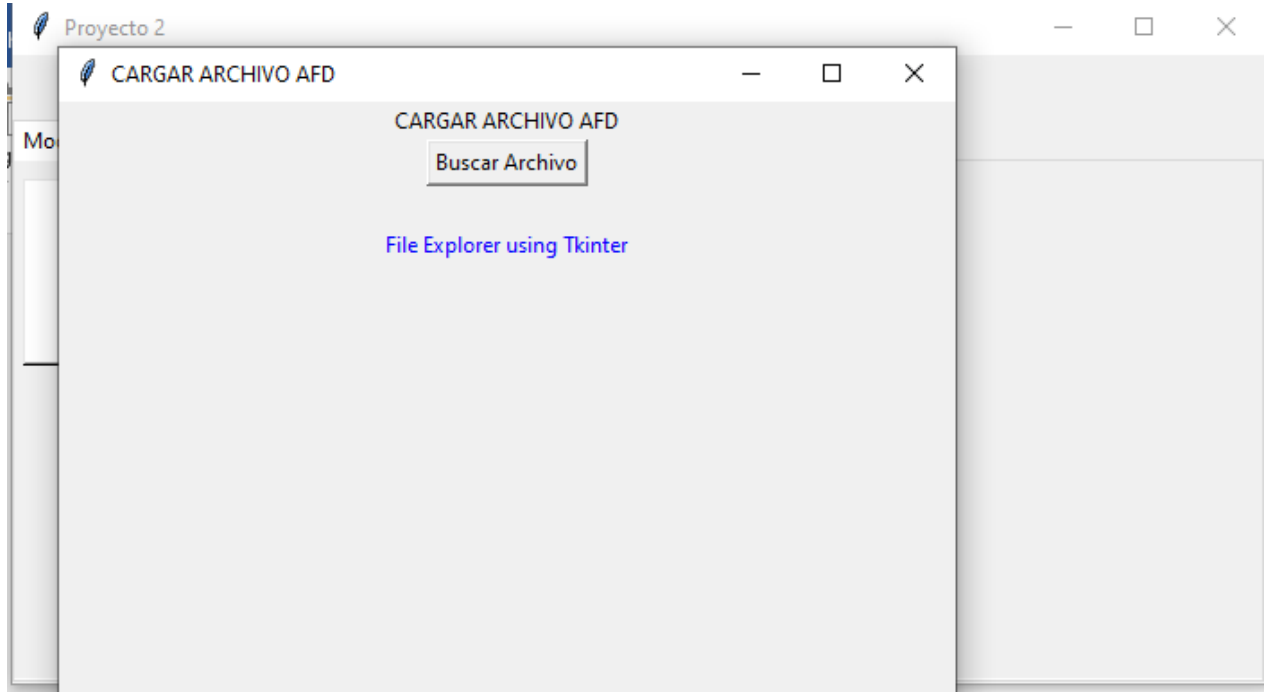 Proyecto 2
CARGAR ARCHIVO AFD
CARGAR ARCHIVO AFD
Buscar Archivo
File Explorer using Tkinter